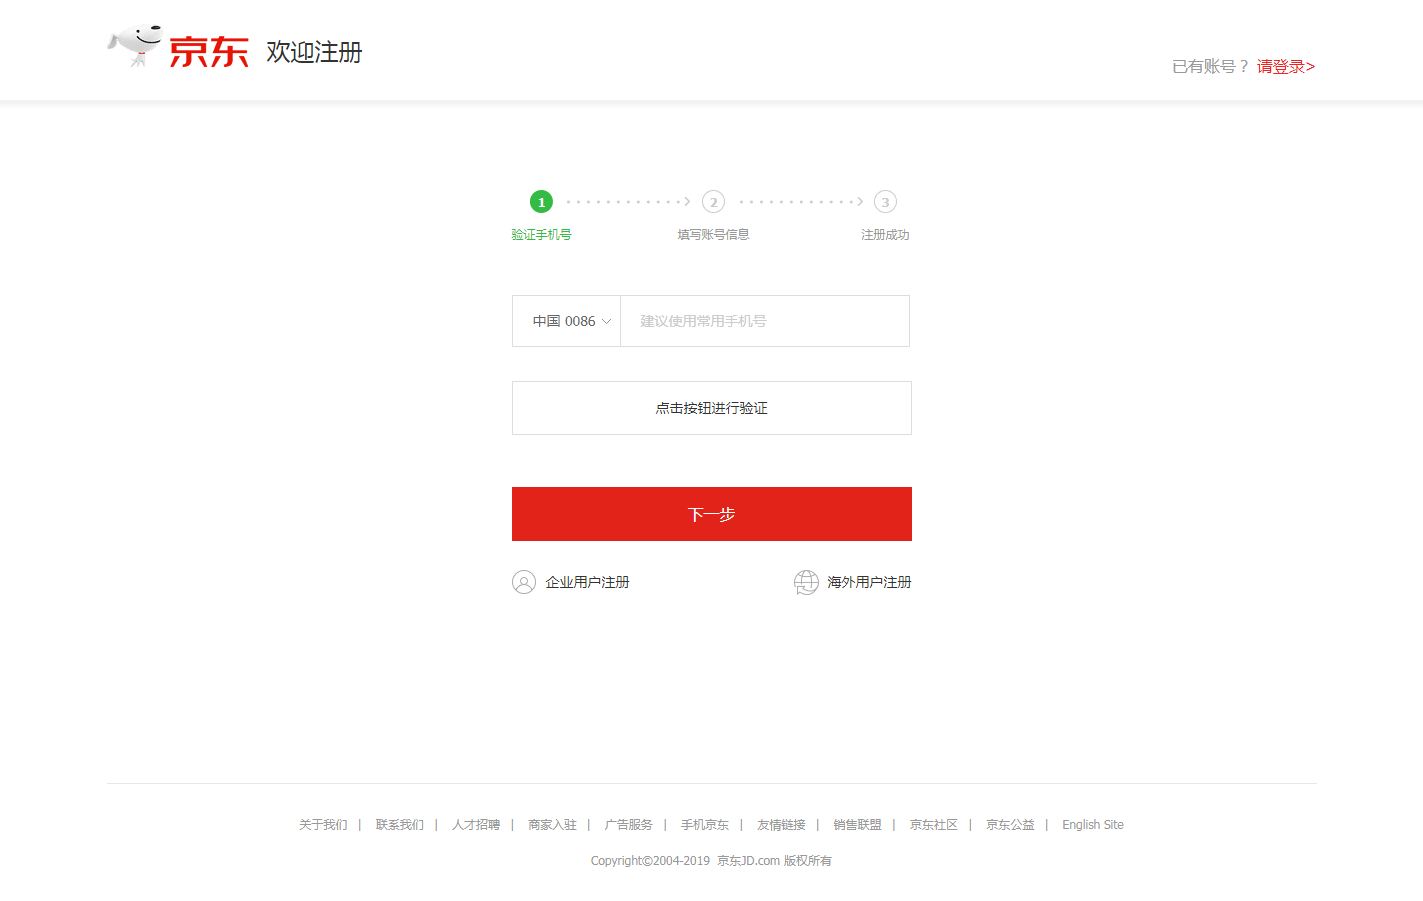 京东 欢迎注册
已有账号？ 请登录>
1 2 3
验证手机号 填写账号信息 注册成功
中国 0086 建议使用常用手机号
点击按钮进行验证
下一步
企业用户注册 海外用户注册
关于我们 | 联系我们 | 人才招聘 | 商家入驻 | 广告服务 | 手机京东 | 友情链接 | 销售联盟 | 京东社区 | 京东公益 | English Site
Copyright©2004-2019 京东JD.com 版权所有